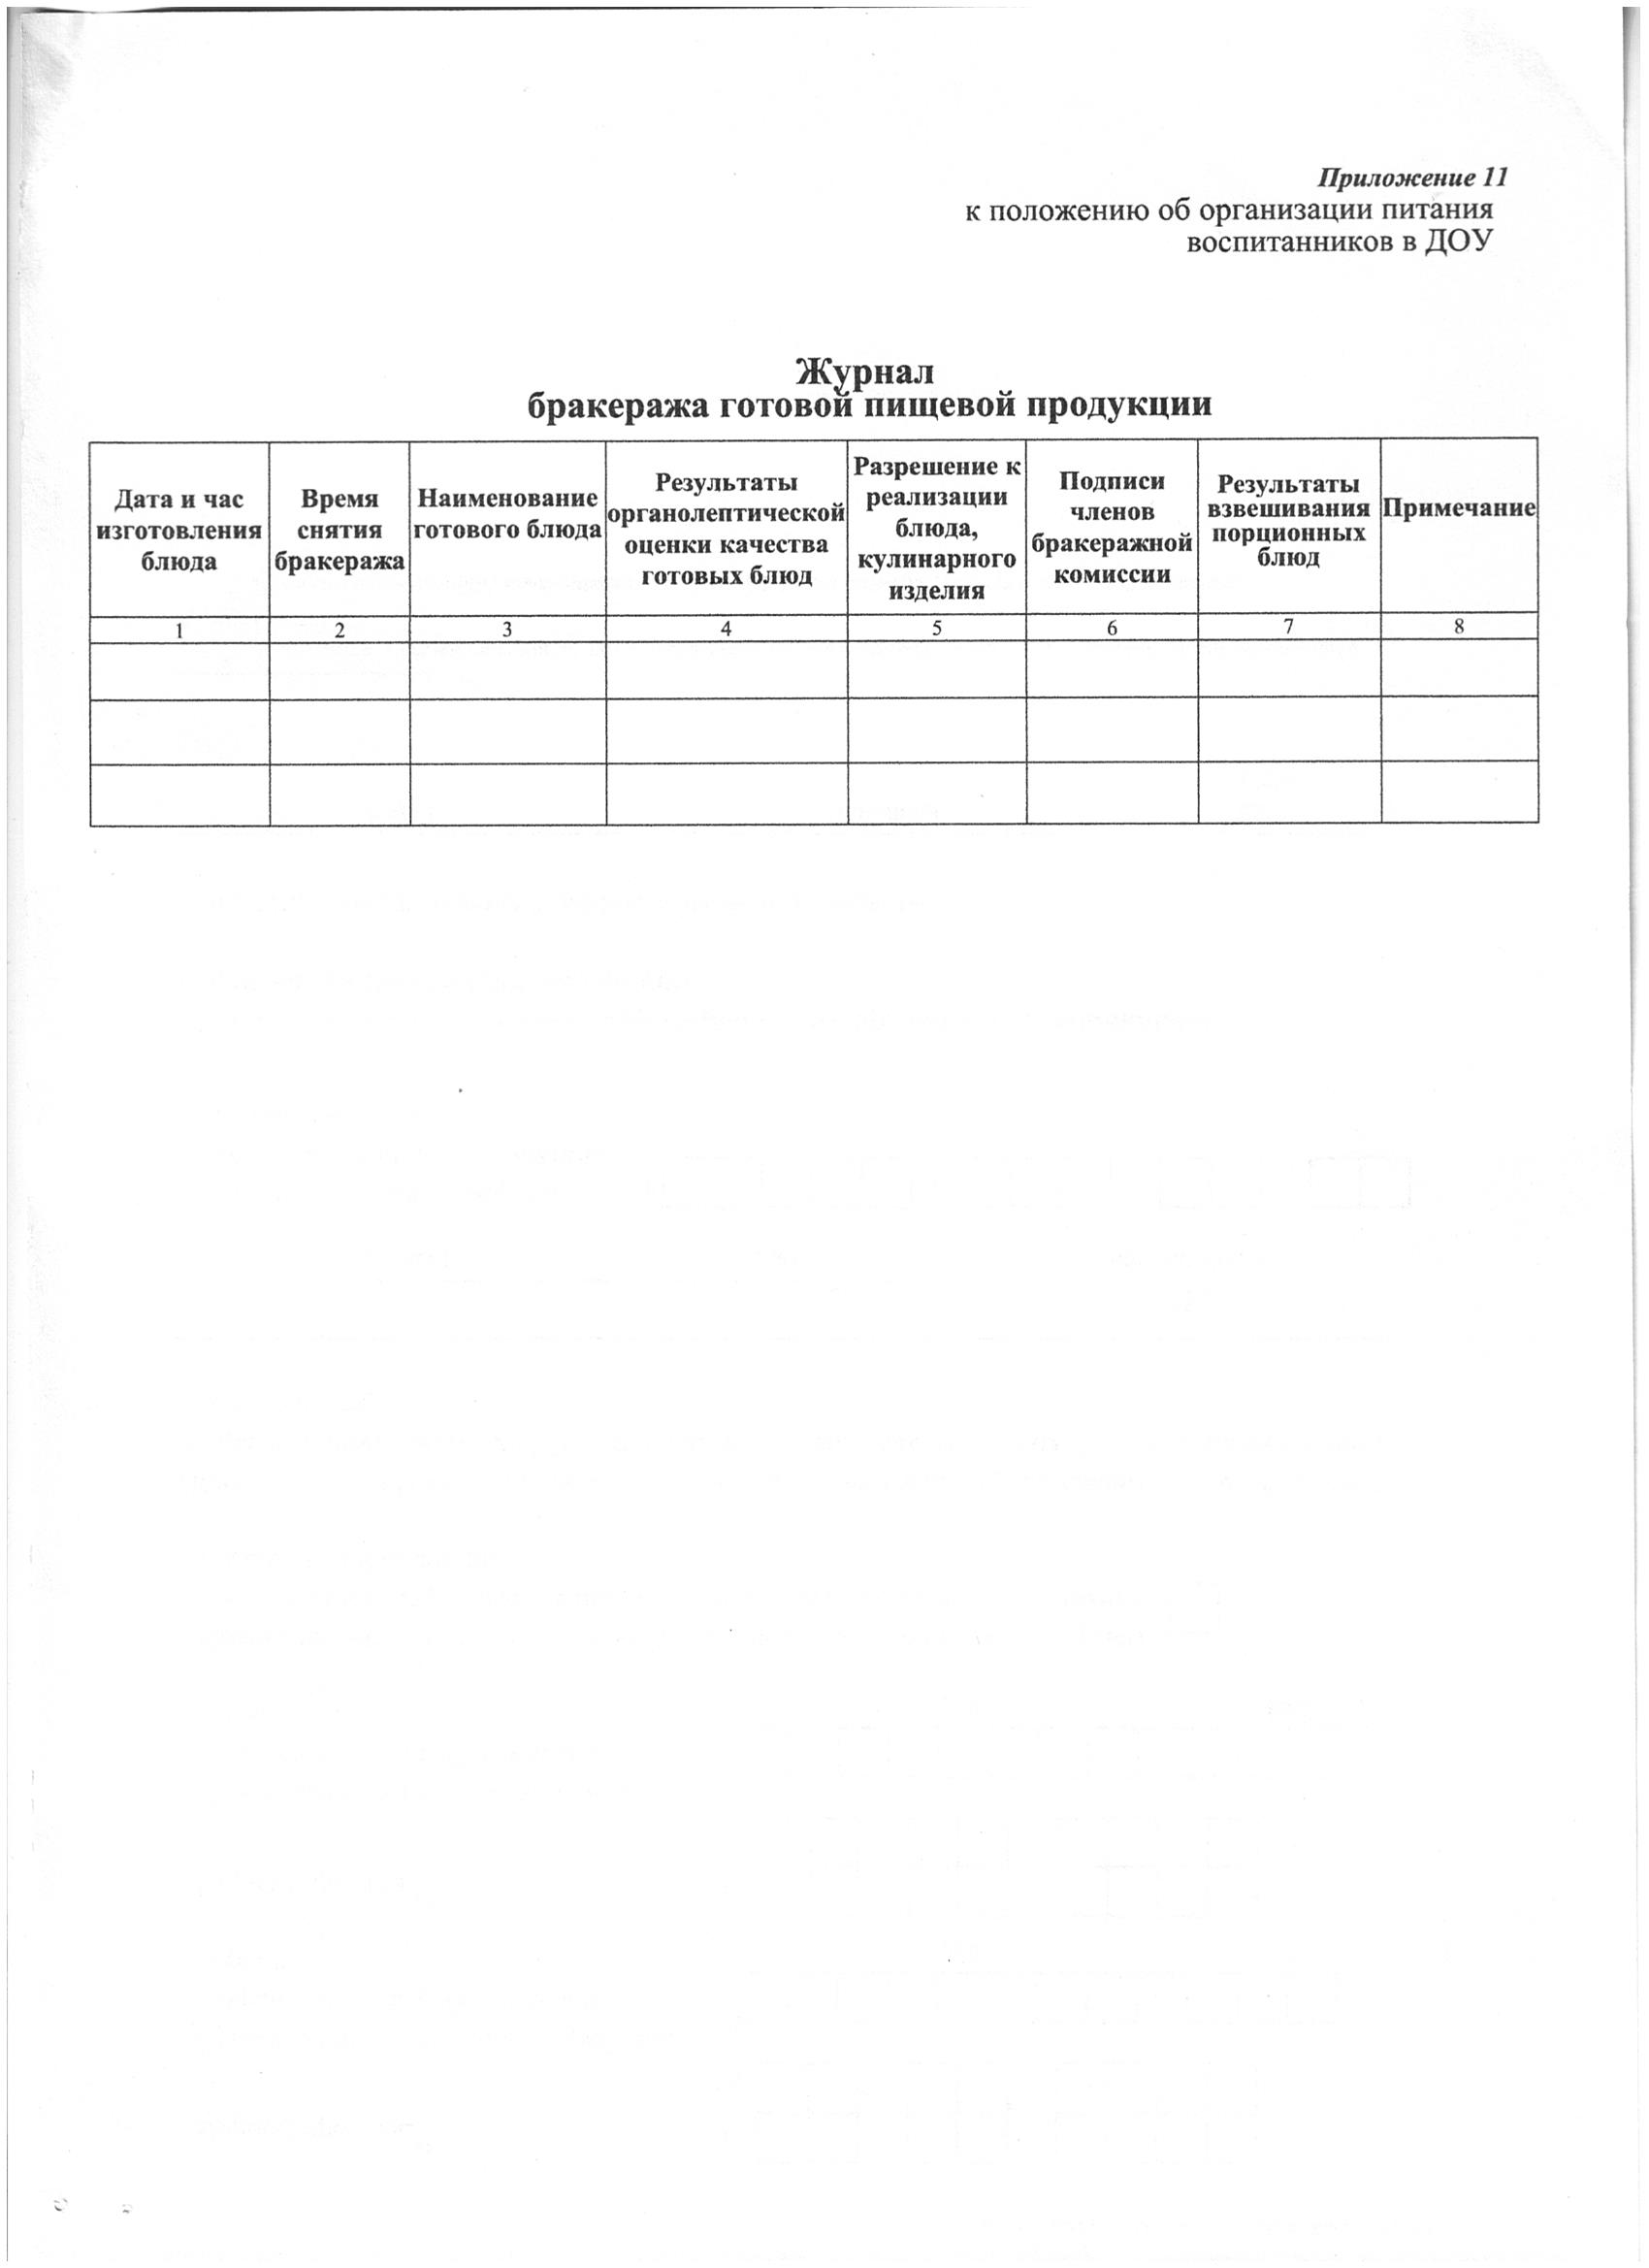 Приложение 11
к положению об организации питания
воспитанников в ДОУ
Журнал
бракеража готовой пищевой продукции
Дата и час
изготовления
блюда
Время
снятия
бракеража
Наименование
готового блюда
Результаты
органолептической
оценки качества
готовых блюд
Разрешение к
реализации
блюда,
кулинарного
изделия
Подписи
членов
бракеражной
комиссии
Результаты
взвешивания
порционных
блюд
Примечание
1 2 3 4 5 6 7 8